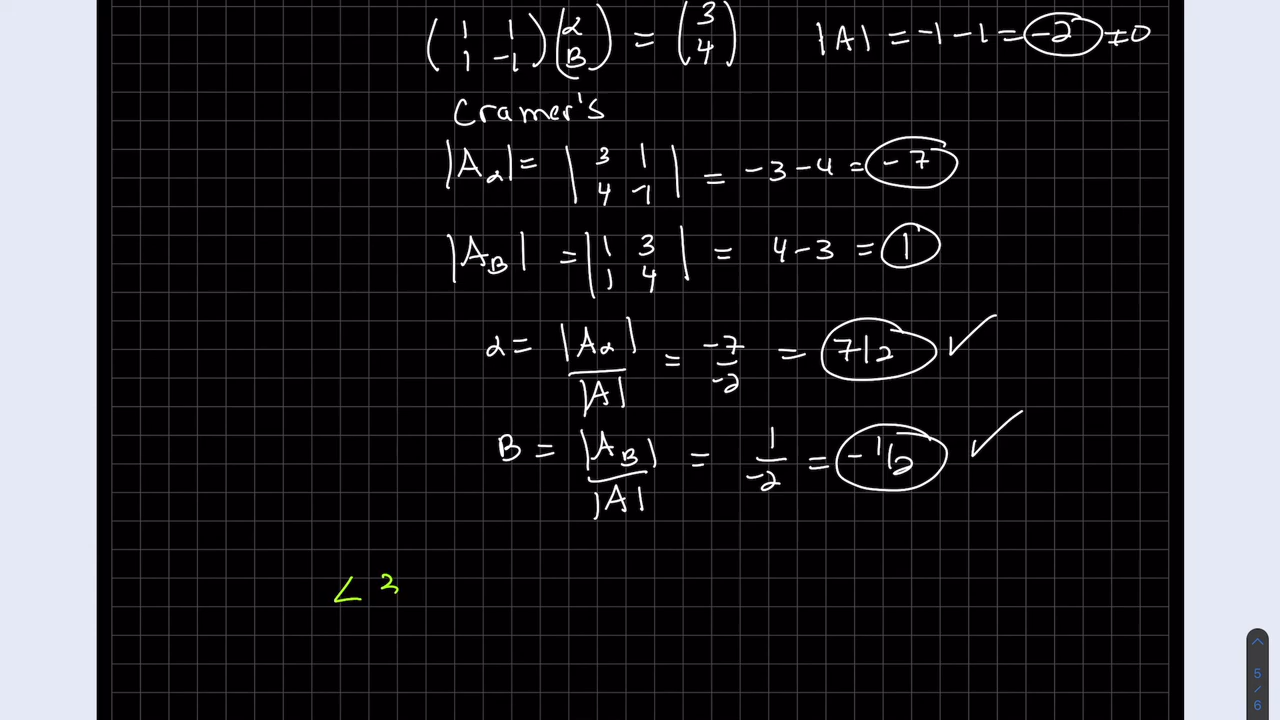 (1 1; 1 -1)(α; B) = (3; 4) |A| = -1-1 = -2 ≠ 0
Cramer's
|Aα| = |3 1; 4 -1| = -3-4 = -7
|AB| = |1 3; 1 4| = 4-3 = 1
α = |Aα|/|A| = -7/-2 = 7/2 ✓
B = |AB|/|A| = 1/-2 = -1/2 ✓
∠ 3
5
/
6